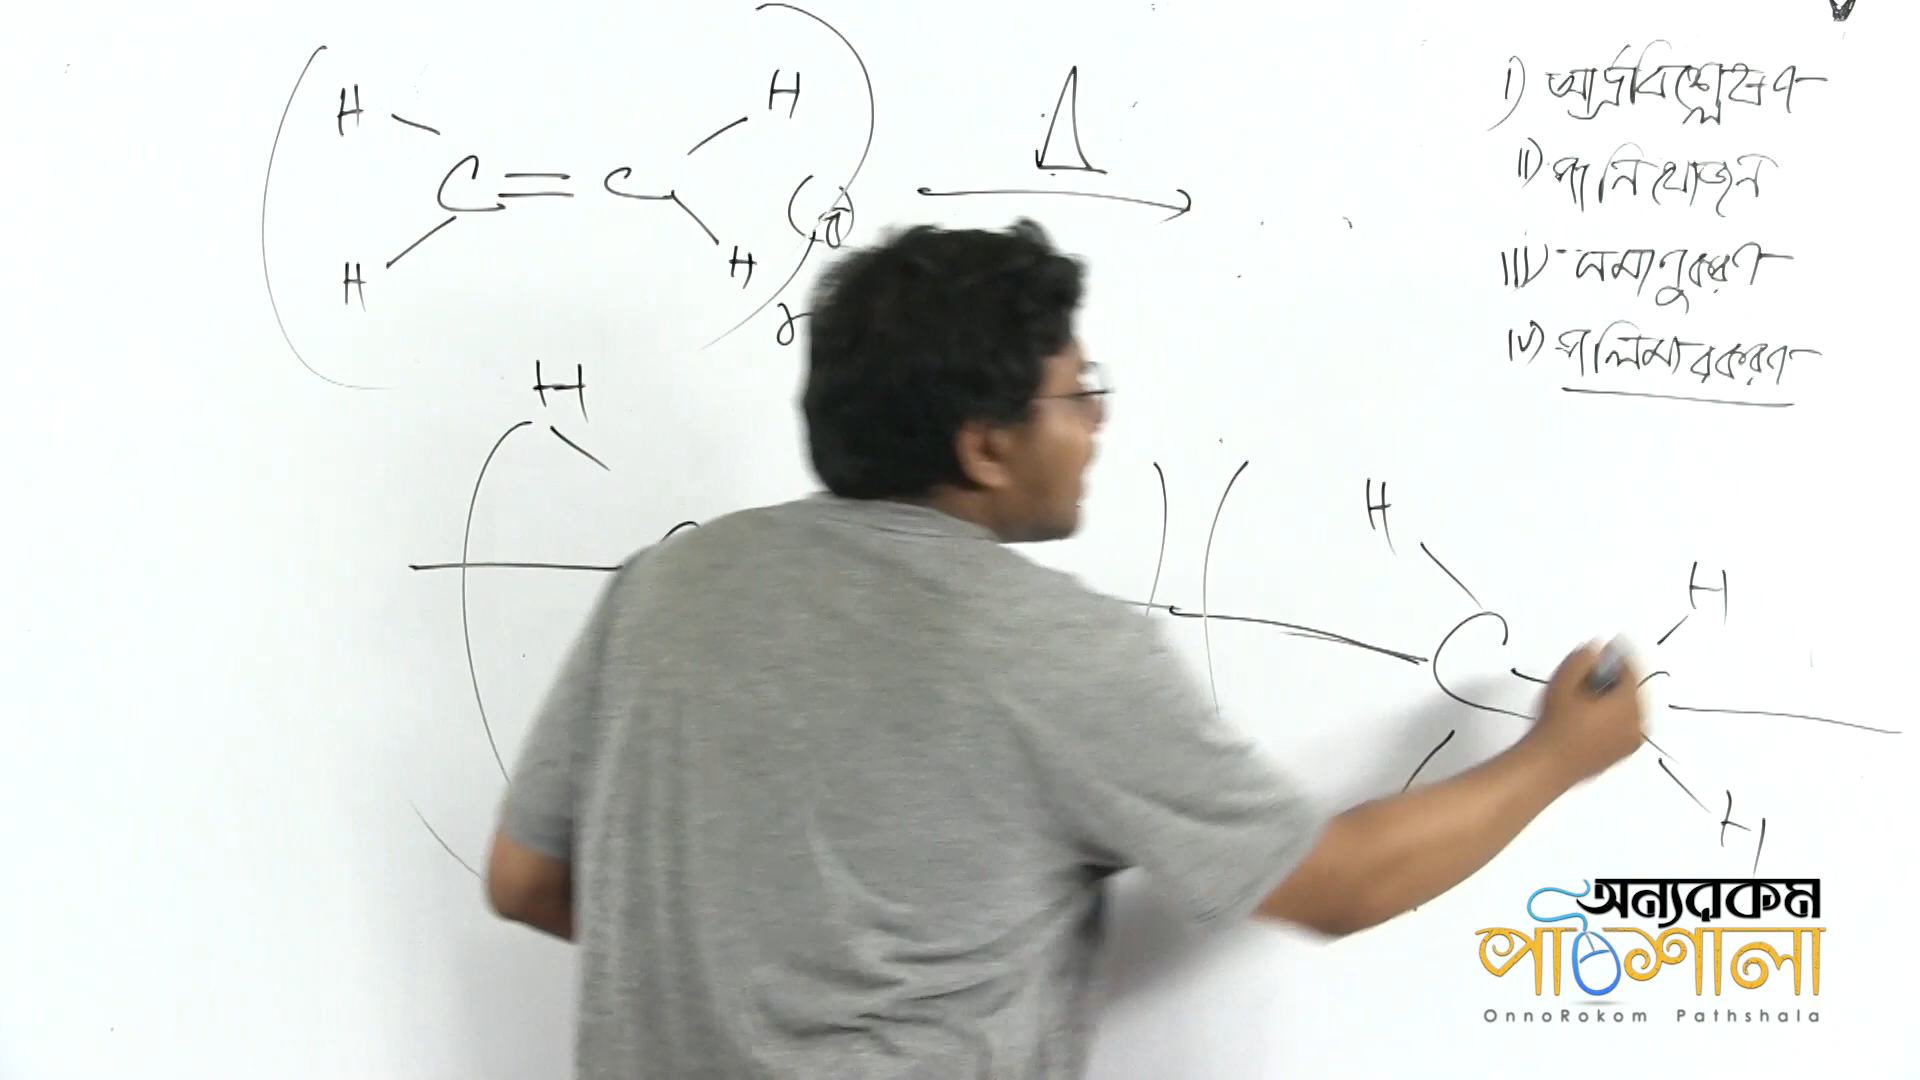 H H
C = C
H H
Δ
(g)
I) আর্দ্রবিশ্লেষণ
II) পানিযোজন
III) সমাণুকরণ
IV) পলিমারকরণ
H
H
H
C
H
অন্যরকম
পাঠশালা
OnnoRokom Pathshala